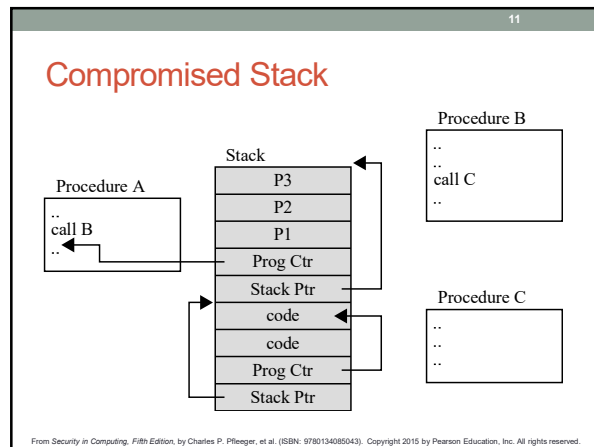 11
Compromised Stack
Procedure A
..
call B
..
Stack
P3
P2
P1
Prog Ctr
Stack Ptr
code
code
Prog Ctr
Stack Ptr
Procedure B
..
..
call C
..
Procedure C
..
..
..
From Security in Computing, Fifth Edition, by Charles P. Pfleeger, et al. (ISBN: 9780134085043). Copyright 2015 by Pearson Education, Inc. All rights reserved.